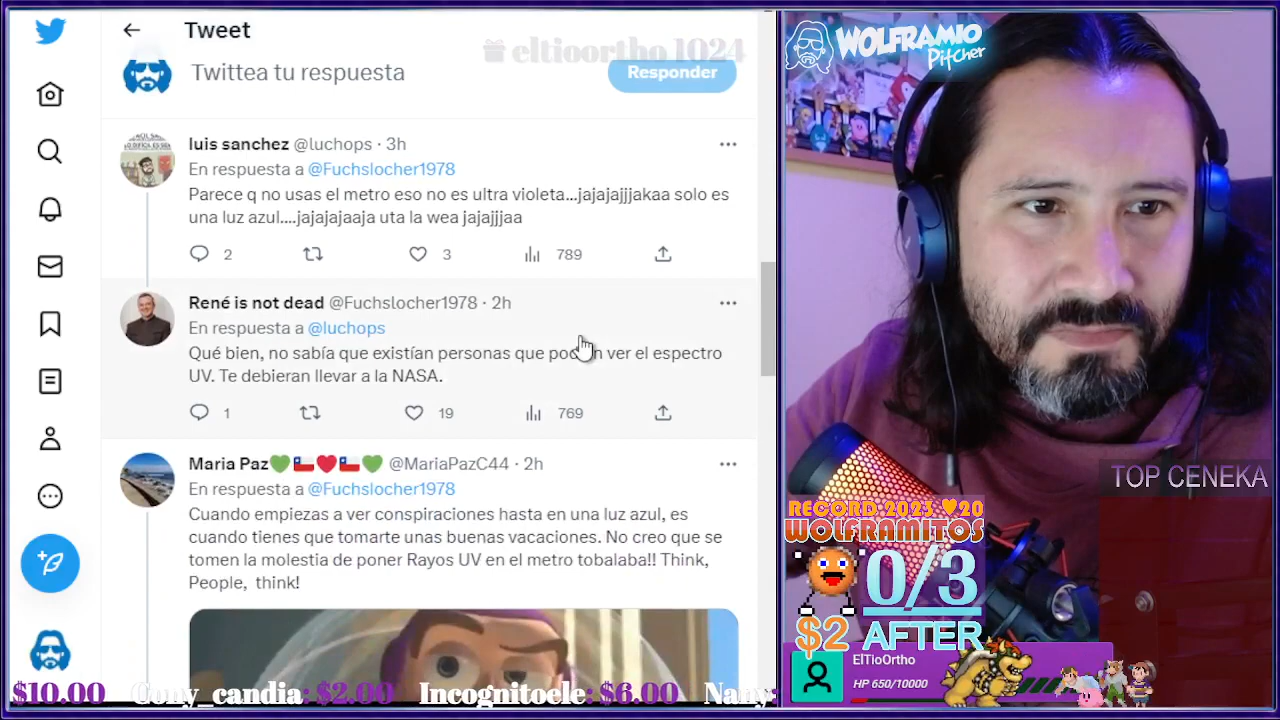 Tweet
eltioortho 1024
Twittea tu respuesta
Responder
luis sanchez @luchops · 3h
En respuesta a @Fuchslocher1978
Parece q no usas el metro eso no es ultra violeta...jajajajjjakaa solo es
una luz azul....jajajajaaja uta la wea jajajjjaa
2
3
789
René is not dead @Fuchslocher1978 · 2h
En respuesta a @luchops
Qué bien, no sabía que existían personas que ver el espectro
UV. Te debieran llevar a la NASA.
1
19
769
Maria Paz💚🇨🇱❤️🇨🇱💚 @MariaPazC44 · 2h
En respuesta a @Fuchslocher1978
Cuando empiezas a ver conspiraciones hasta en una luz azul, es
cuando tienes que tomarte unas buenas vacaciones. No creo que se
tomen la molestia de poner Rayos UV en el metro tobalaba!! Think,
People, think!
WOLFRAMIO
Pitcher
TOP CENEKA
RECORD 2023 ♥20
WOLFRAMITOS
0/3
$2 AFTER
ElTioOrtho
HP 650/10000
$10.00 Cony_candia: $2.00 Incognitoele: $6.00 Nany: